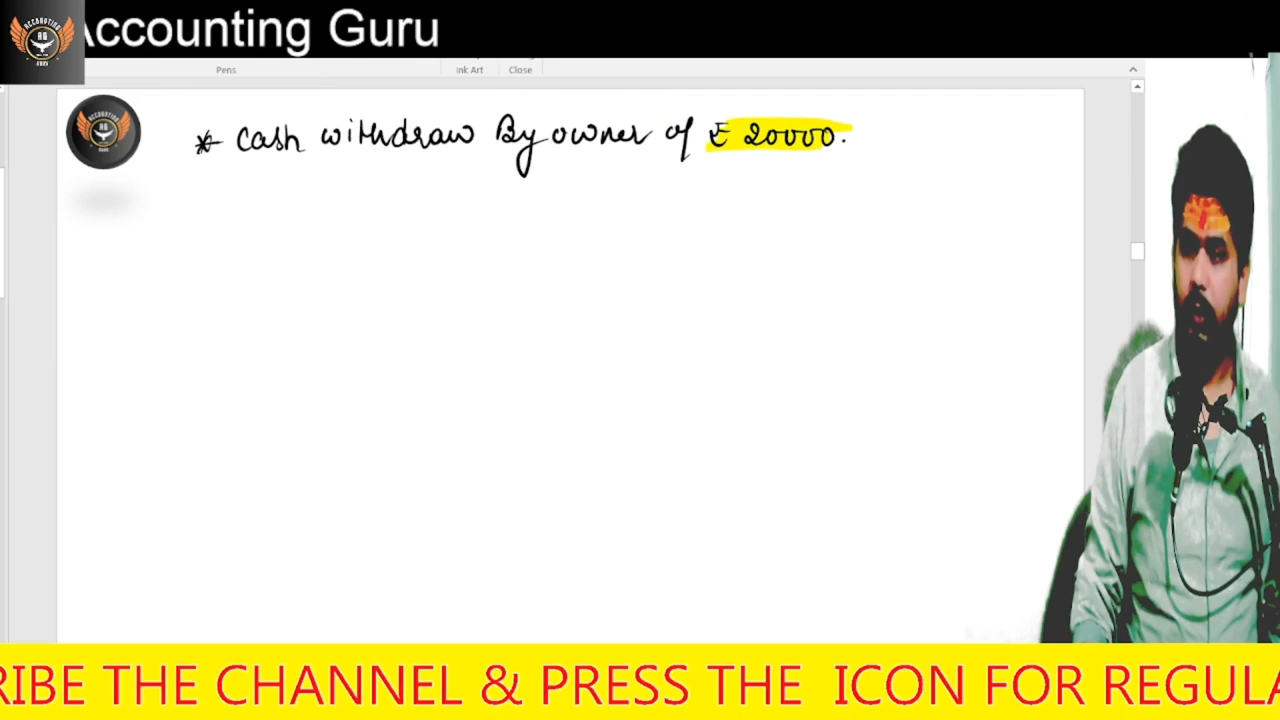 Accounting Guru
Pens
Ink Art
Close
* Cash withdraw By owner of ₹ 20000.
RIBE THE CHANNEL & PRESS THE ICON FOR REGULA